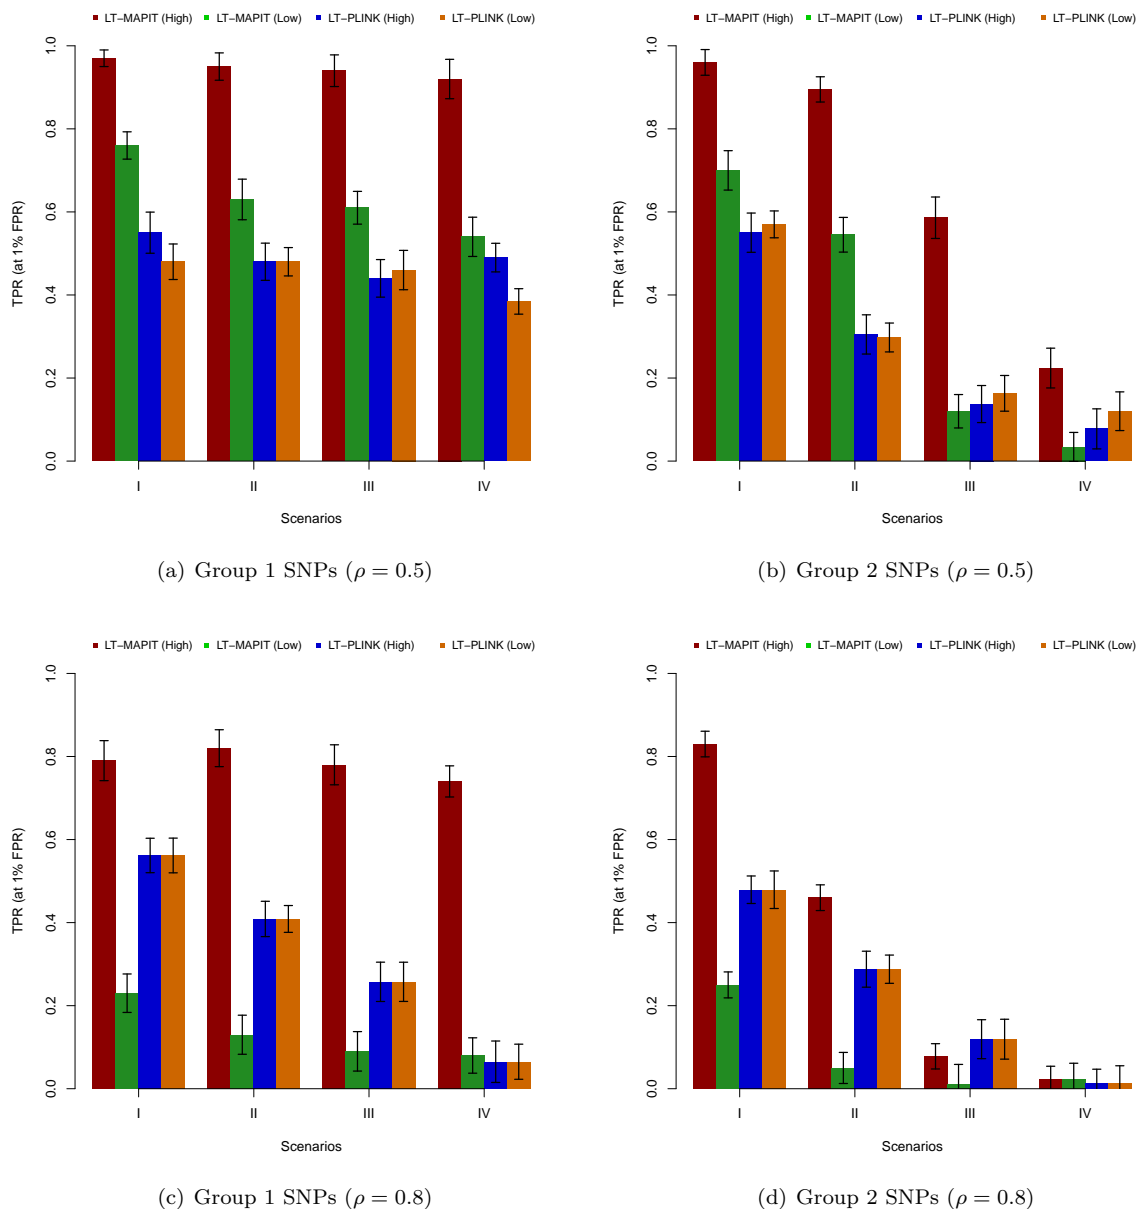 LT−MAPIT (High) LT−MAPIT (Low) LT−PLINK (High) LT−PLINK (Low)
TPR (at 1% FPR)
1.0
0.8
0.6
0.4
0.2
0.0
I II III IV
Scenarios
(a) Group 1 SNPs (ρ = 0.5)
LT−MAPIT (High) LT−MAPIT (Low) LT−PLINK (High) LT−PLINK (Low)
TPR (at 1% FPR)
1.0
0.8
0.6
0.4
0.2
0.0
I II III IV
Scenarios
(b) Group 2 SNPs (ρ = 0.5)
LT−MAPIT (High) LT−MAPIT (Low) LT−PLINK (High) LT−PLINK (Low)
TPR (at 1% FPR)
1.0
0.8
0.6
0.4
0.2
0.0
I II III IV
Scenarios
(c) Group 1 SNPs (ρ = 0.8)
LT−MAPIT (High) LT−MAPIT (Low) LT−PLINK (High) LT−PLINK (Low)
TPR (at 1% FPR)
1.0
0.8
0.6
0.4
0.2
0.0
I II III IV
Scenarios
(d) Group 2 SNPs (ρ = 0.8)